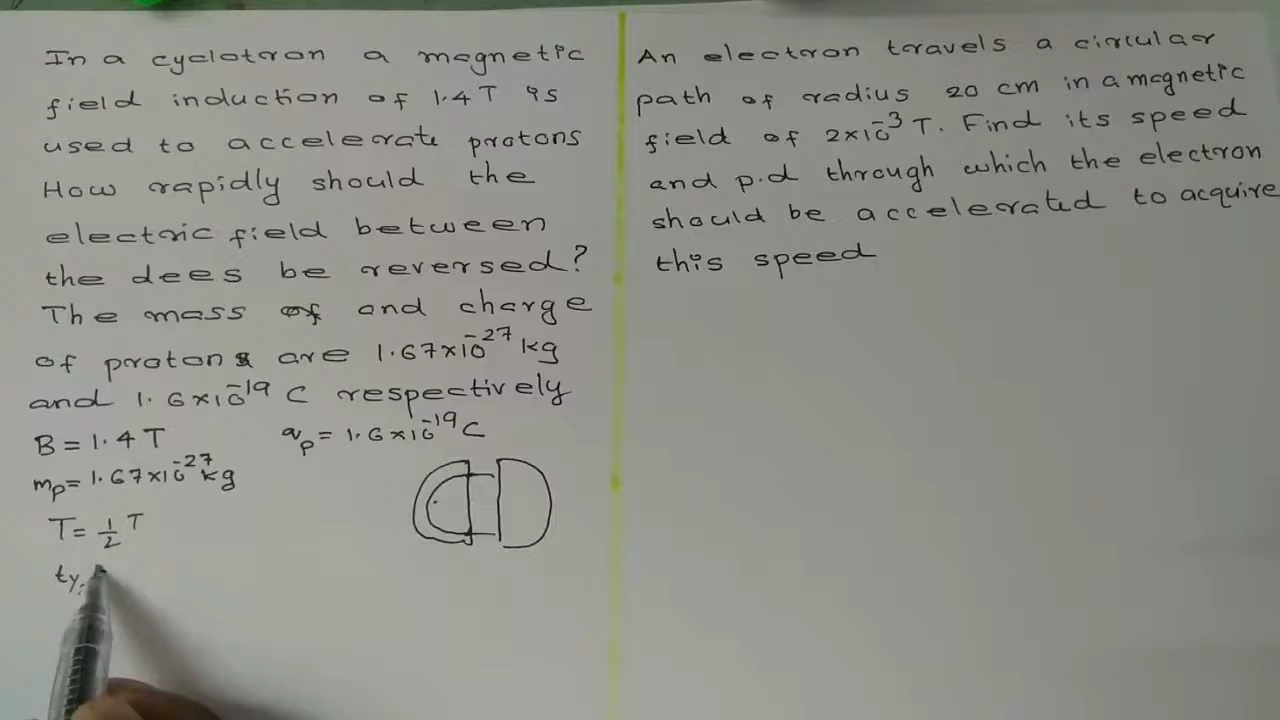 In a cyclotron a magnetic
field induction of 1.4T is
used to accelerate protons
How rapidly should the
electric field between
the dees be reversed?
The mass of and charge
of proton are 1.67×10⁻²⁷ kg
and 1.6×10⁻¹⁹ C respectively
B = 1.4 T
q_p = 1.6×10⁻¹⁹ C
m_p = 1.67×10⁻²⁷ kg
T = 1/2 T
An electron travels a circular
path of radius 20 cm in a magnetic
field of 2×10⁻³ T. Find its speed
and p.d through which the electron
should be accelerated to acquire
this speed